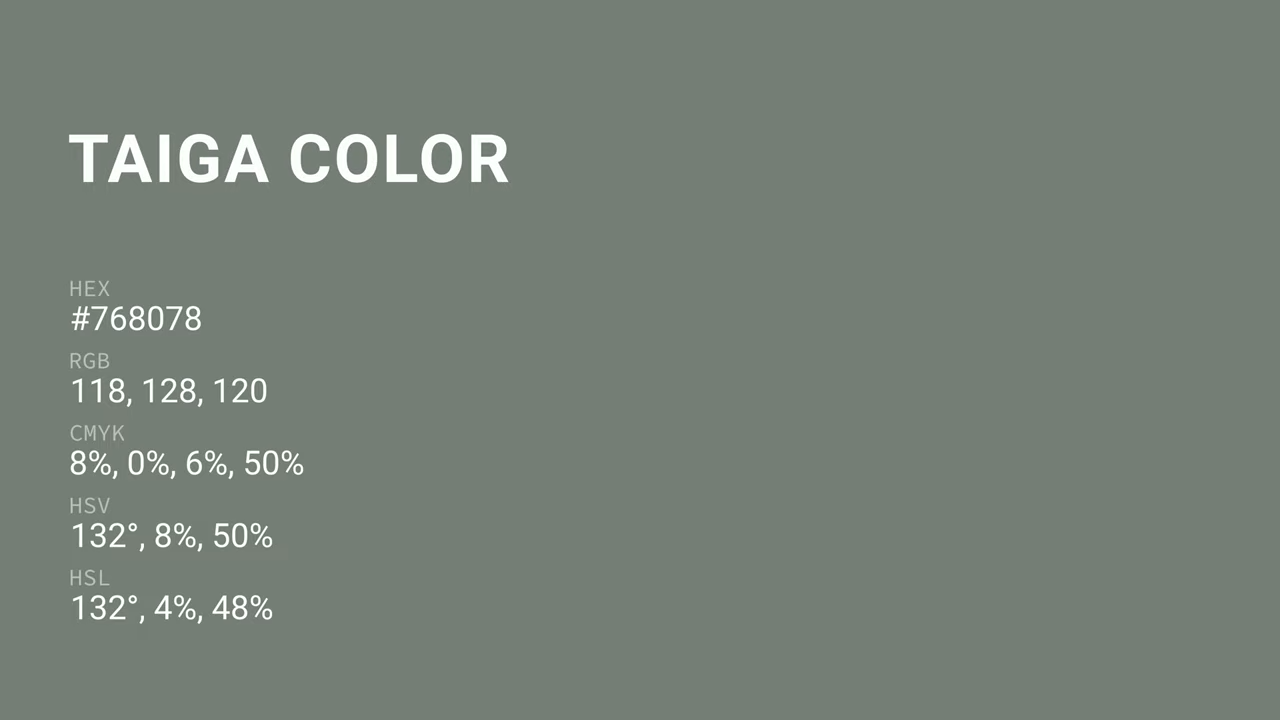 TAIGA COLOR
HEX
#768078
RGB
118, 128, 120
CMYK
8%, 0%, 6%, 50%
HSV
132°, 8%, 50%
HSL
132°, 4%, 48%